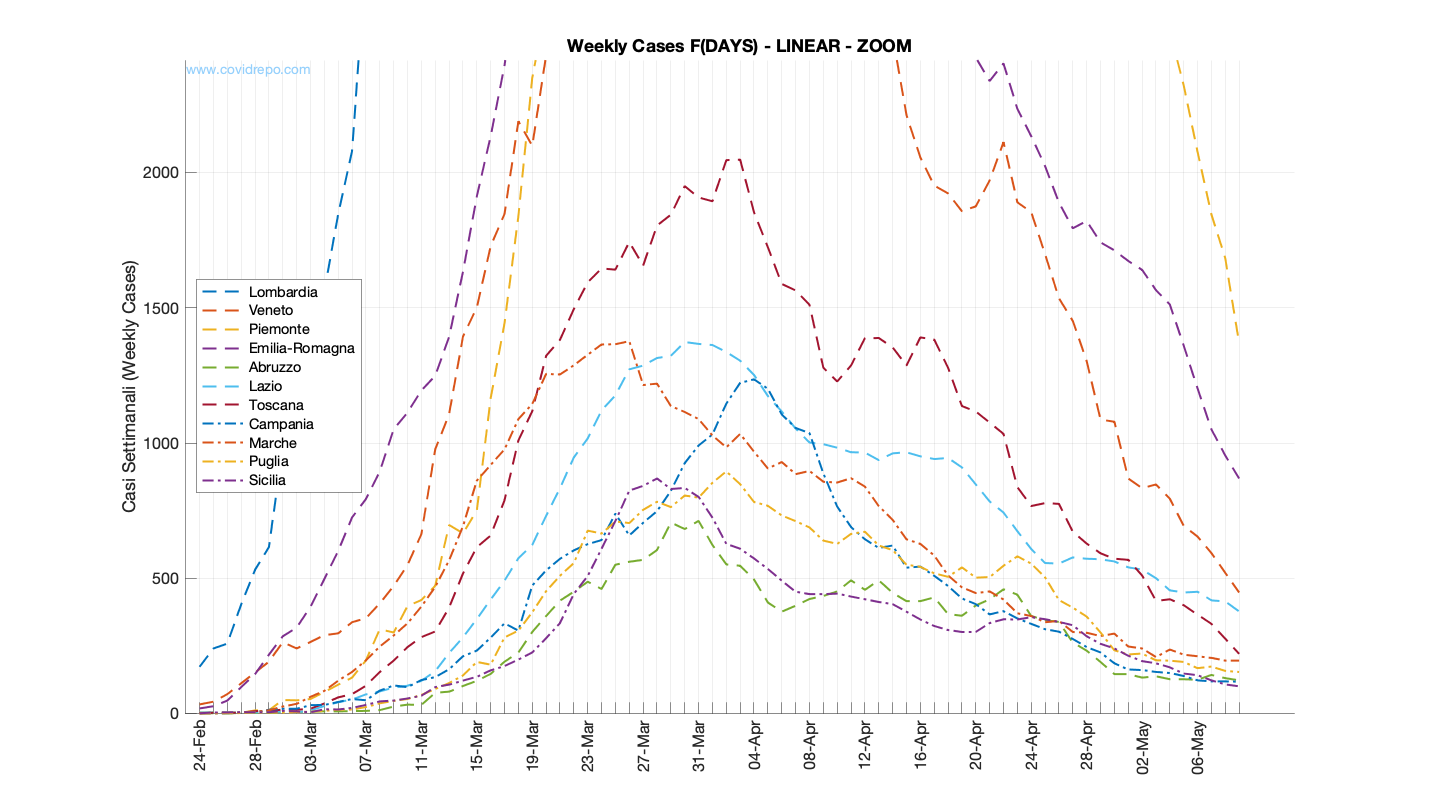 Weekly Cases F(DAYS) - LINEAR - ZOOM
www.covidrepo.com
Casi Settimanali (Weekly Cases)
2000
1500
1000
500
0
Lombardia
Veneto
Piemonte
Emilia-Romagna
Abruzzo
Lazio
Toscana
Campania
Marche
Puglia
Sicilia
24-Feb
28-Feb
03-Mar
07-Mar
11-Mar
15-Mar
19-Mar
23-Mar
27-Mar
31-Mar
04-Apr
08-Apr
12-Apr
16-Apr
20-Apr
24-Apr
28-Apr
02-May
06-May